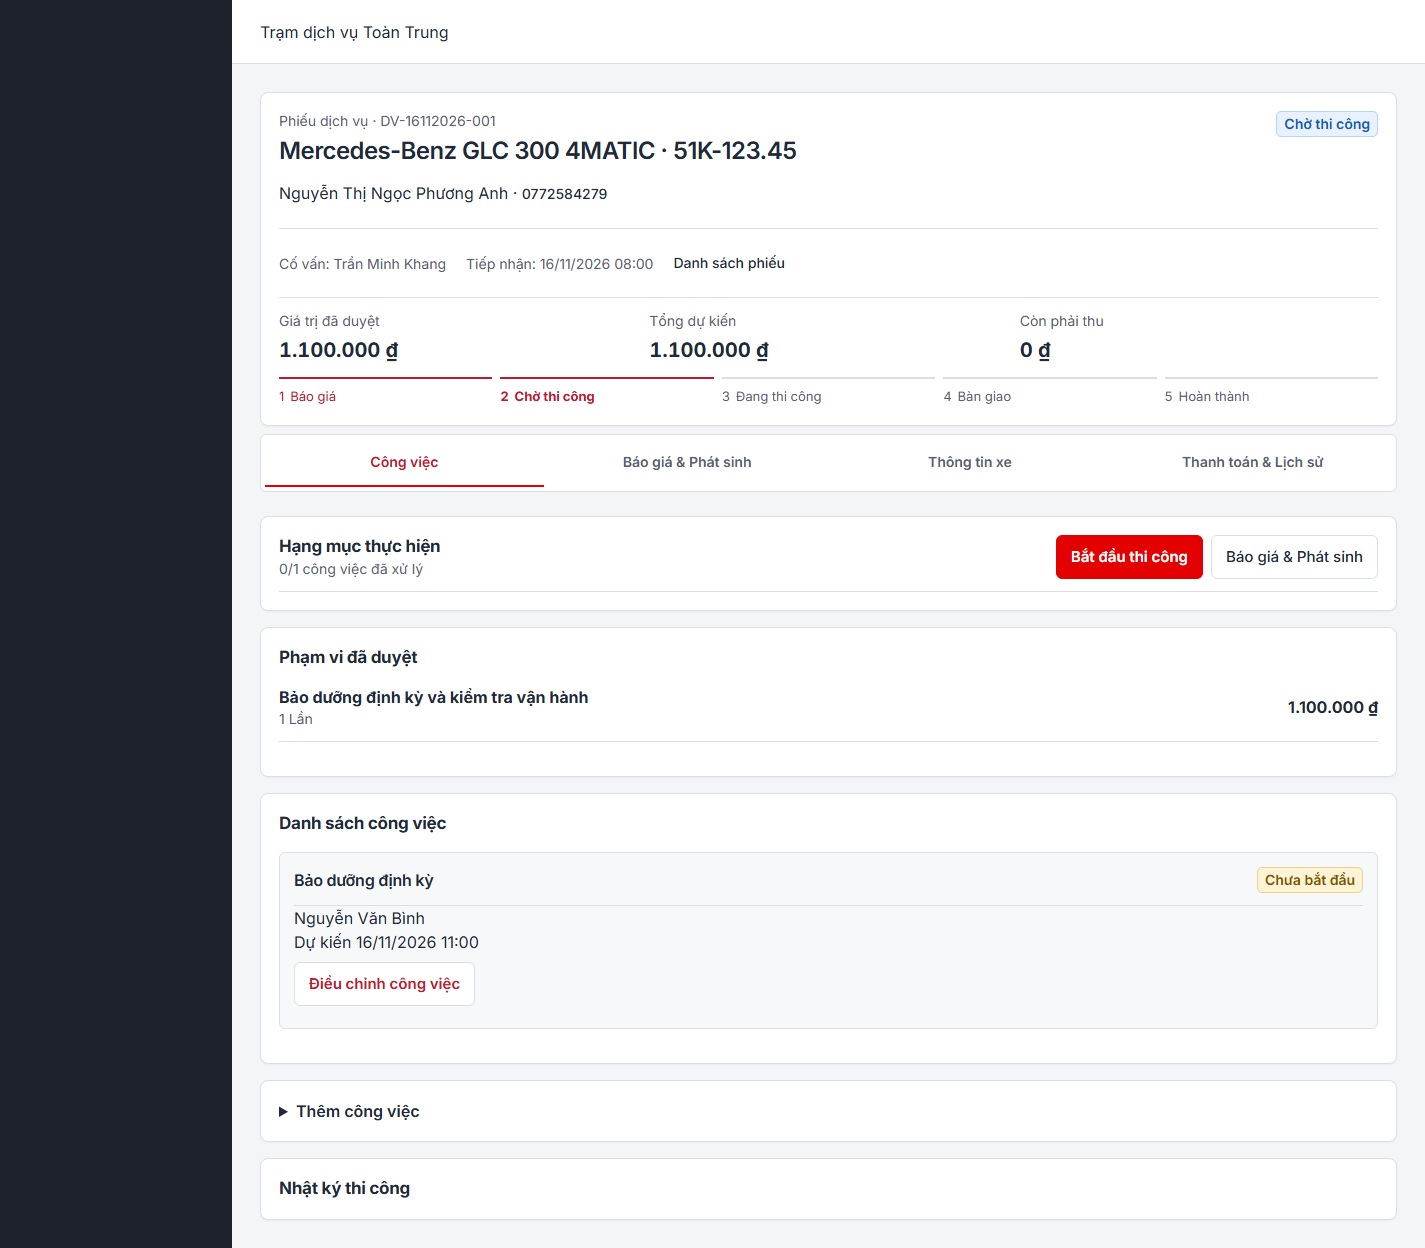 Trạm dịch vụ Toàn Trung
Phiếu dịch vụ · DV-16112026-001
Chờ thi công
Mercedes-Benz GLC 300 4MATIC · 51K-123.45
Nguyễn Thị Ngọc Phương Anh · 0772584279
Cố vấn: Trần Minh Khang Tiếp nhận: 16/11/2026 08:00 Danh sách phiếu
Giá trị đã duyệt Tổng dự kiến Còn phải thu
1.100.000 ₫ 1.100.000 ₫ 0 ₫
1 Báo giá 2 Chờ thi công 3 Đang thi công 4 Bàn giao 5 Hoàn thành
Công việc Báo giá & Phát sinh Thông tin xe Thanh toán & Lịch sử
Hạng mục thực hiện
0/1 công việc đã xử lý
Bắt đầu thi công Báo giá & Phát sinh
Phạm vi đã duyệt
Bảo dưỡng định kỳ và kiểm tra vận hành
1 Lần
1.100.000 ₫
Danh sách công việc
Bảo dưỡng định kỳ Chưa bắt đầu
Nguyễn Văn Bình
Dự kiến 16/11/2026 11:00
Điều chỉnh công việc
Thêm công việc
Nhật ký thi công